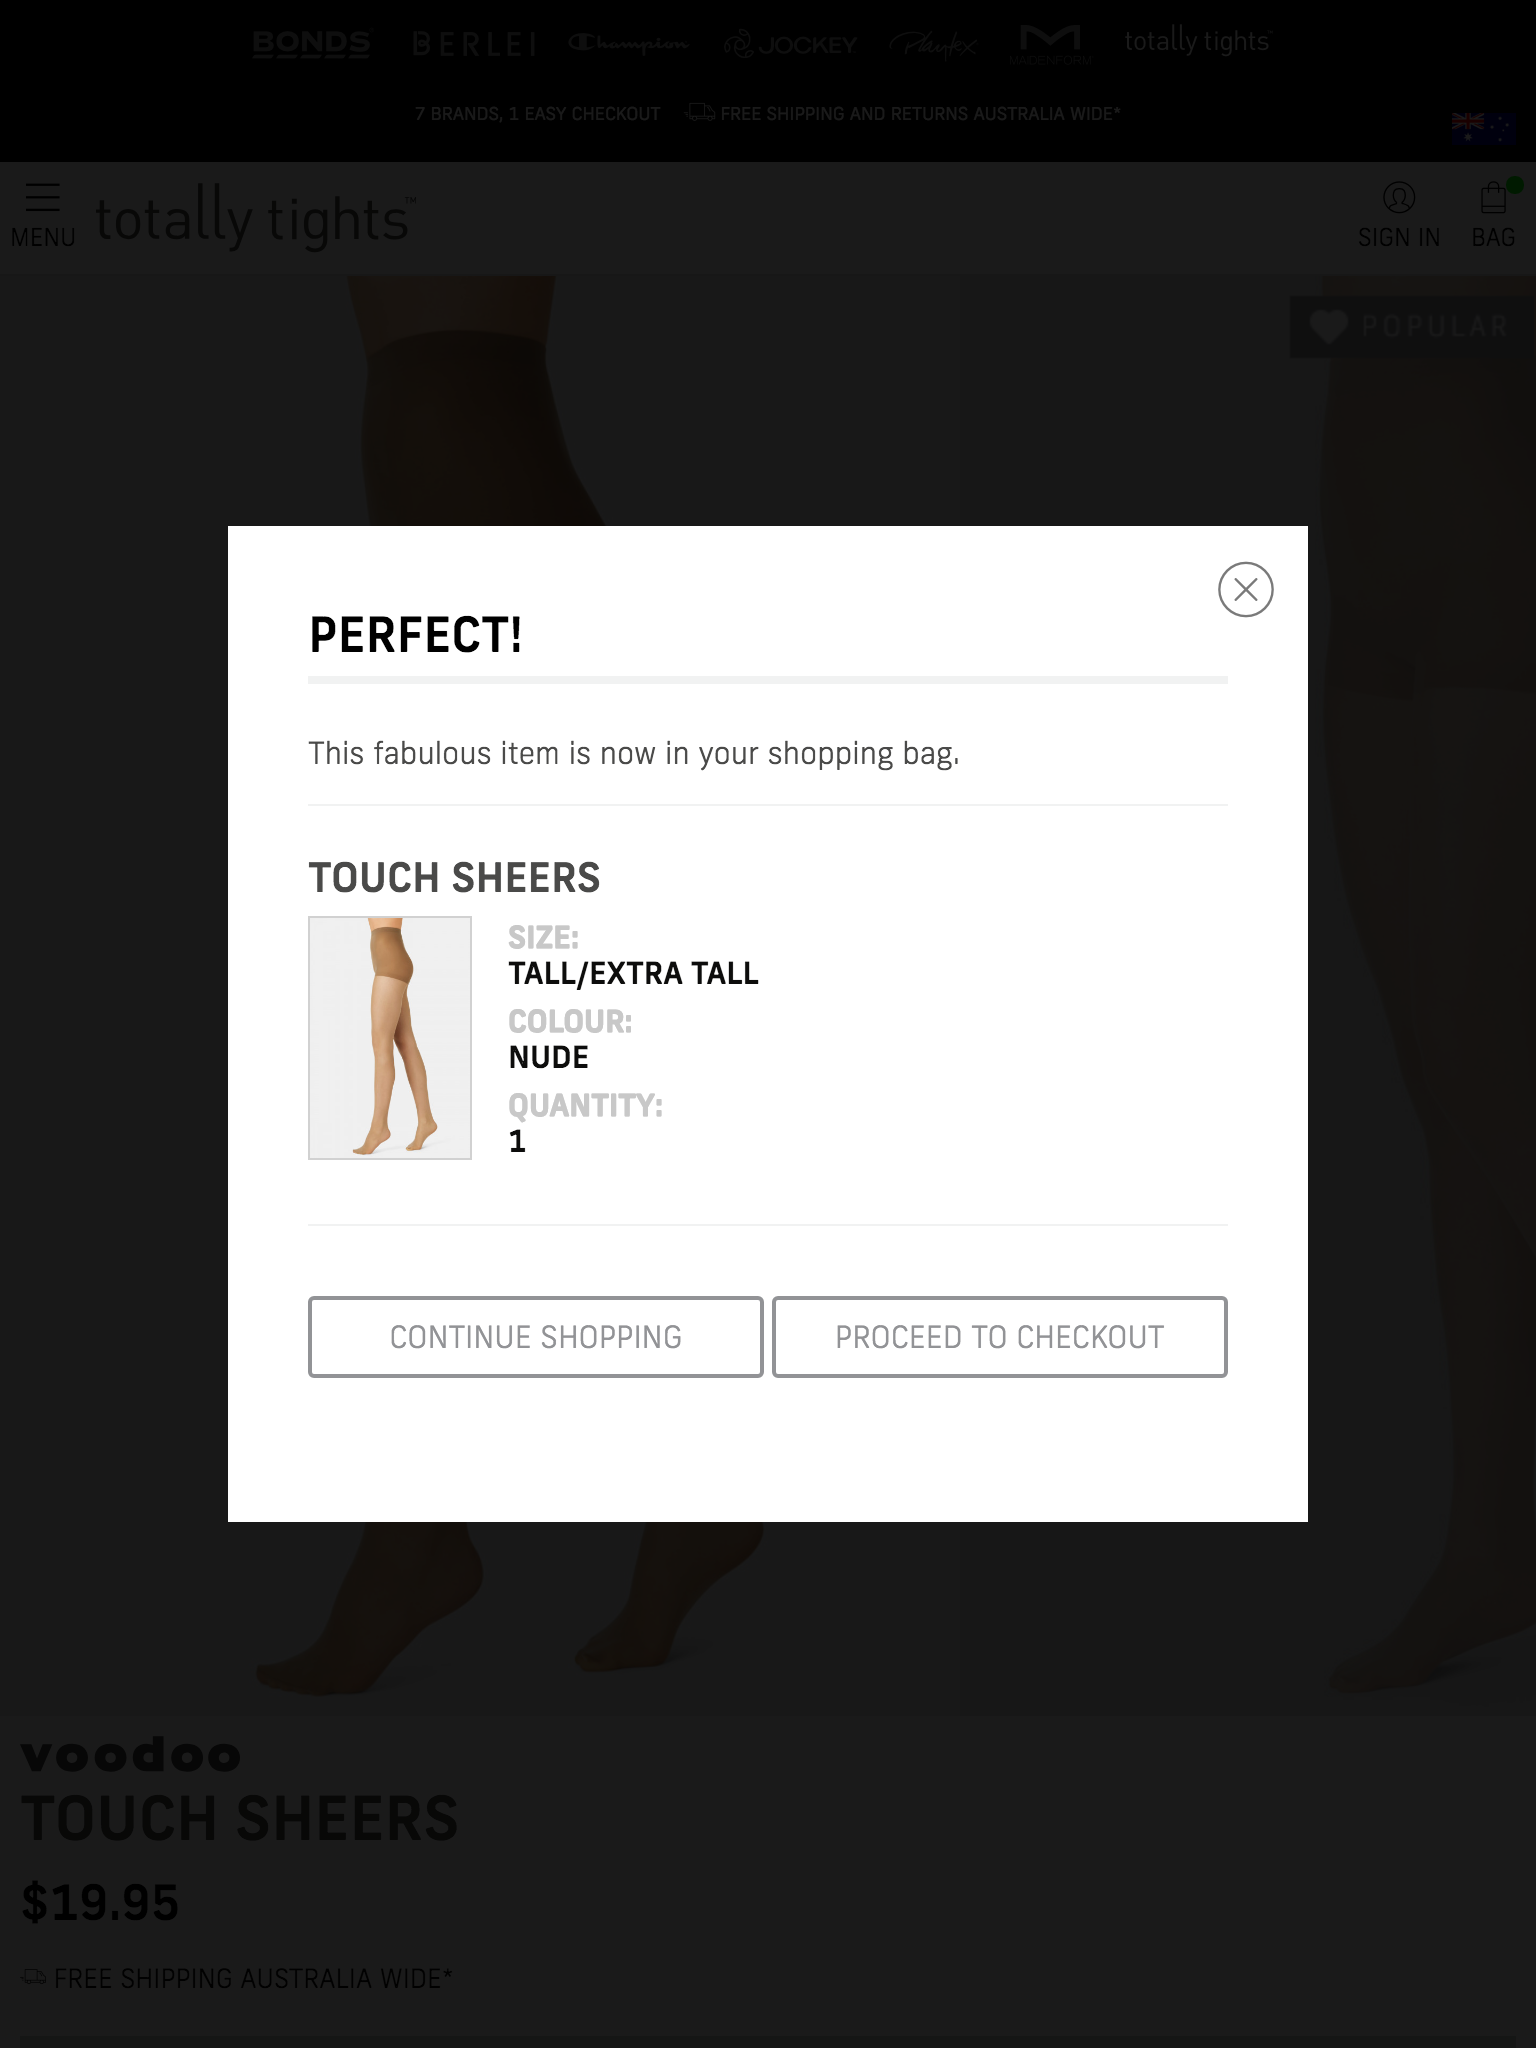 BONDS
BERLEI
Champion
JOCKEY
Playtex
MAIDENFORM
totally tights
7 BRANDS, 1 EASY CHECKOUT
FREE SHIPPING AND RETURNS AUSTRALIA WIDE*
MENU
totally tights™
SIGN IN
BAG
POPULAR
PERFECT!
This fabulous item is now in your shopping bag.
TOUCH SHEERS
SIZE:
TALL/EXTRA TALL
COLOUR:
NUDE
QUANTITY:
1
CONTINUE SHOPPING
PROCEED TO CHECKOUT
voodoo
TOUCH SHEERS
$19.95
FREE SHIPPING AUSTRALIA WIDE*